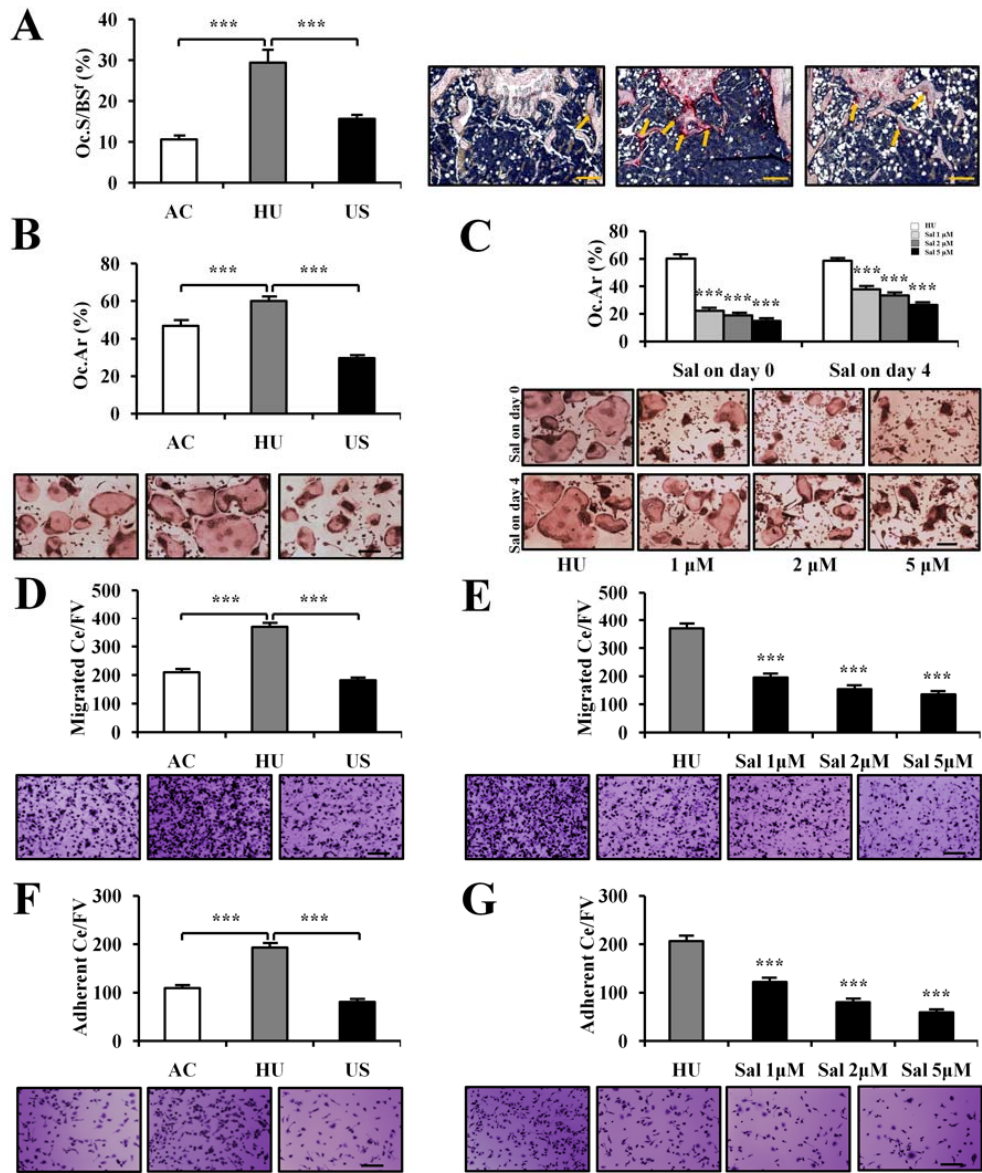 A
Oc.S/BSᶠ (%)
40
30
20
10
0
*** ***
AC HU US
B
Oc.Ar (%)
80
60
40
20
0
*** ***
AC HU US
C
Oc.Ar (%)
80
60
40
20
0
HU
Sal 1 μM
Sal 2 μM
Sal 5 μM
*** *** *** *** *** ***
Sal on day 0 Sal on day 4
Sal on day 0
Sal on day 4
HU 1 μM 2 μM 5 μM
D
Migrated Ce/FV
500
400
300
200
100
0
*** ***
AC HU US
E
Migrated Ce/FV
500
400
300
200
100
0
*** *** ***
HU Sal 1μM Sal 2μM Sal 5μM
F
Adherent Ce/FV
300
200
100
0
*** ***
AC HU US
G
Adherent Ce/FV
300
200
100
0
*** *** ***
HU Sal 1μM Sal 2μM Sal 5μM